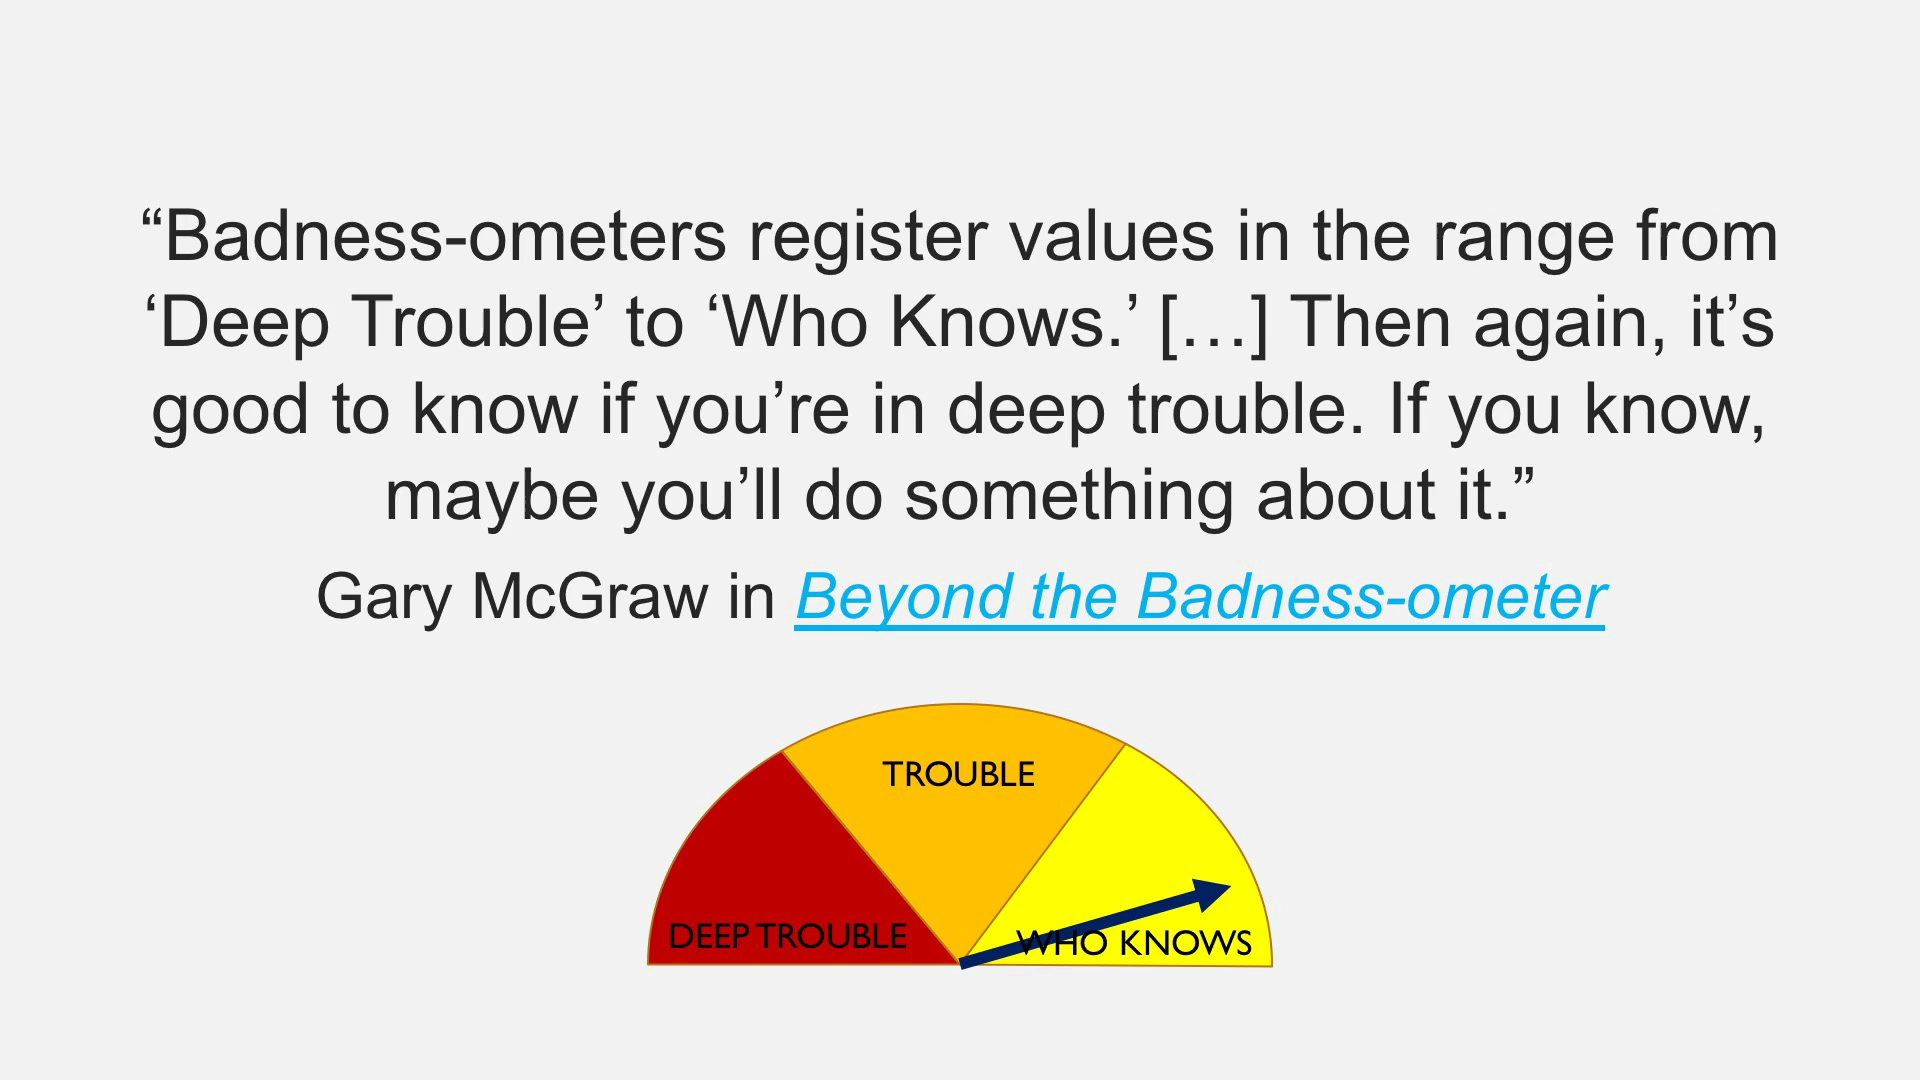 “Badness-ometers register values in the range from
‘Deep Trouble’ to ‘Who Knows.’ […] Then again, it’s
good to know if you’re in deep trouble. If you know,
maybe you’ll do something about it.”
Gary McGraw in Beyond the Badness-ometer
TROUBLE
DEEP TROUBLE
WHO KNOWS